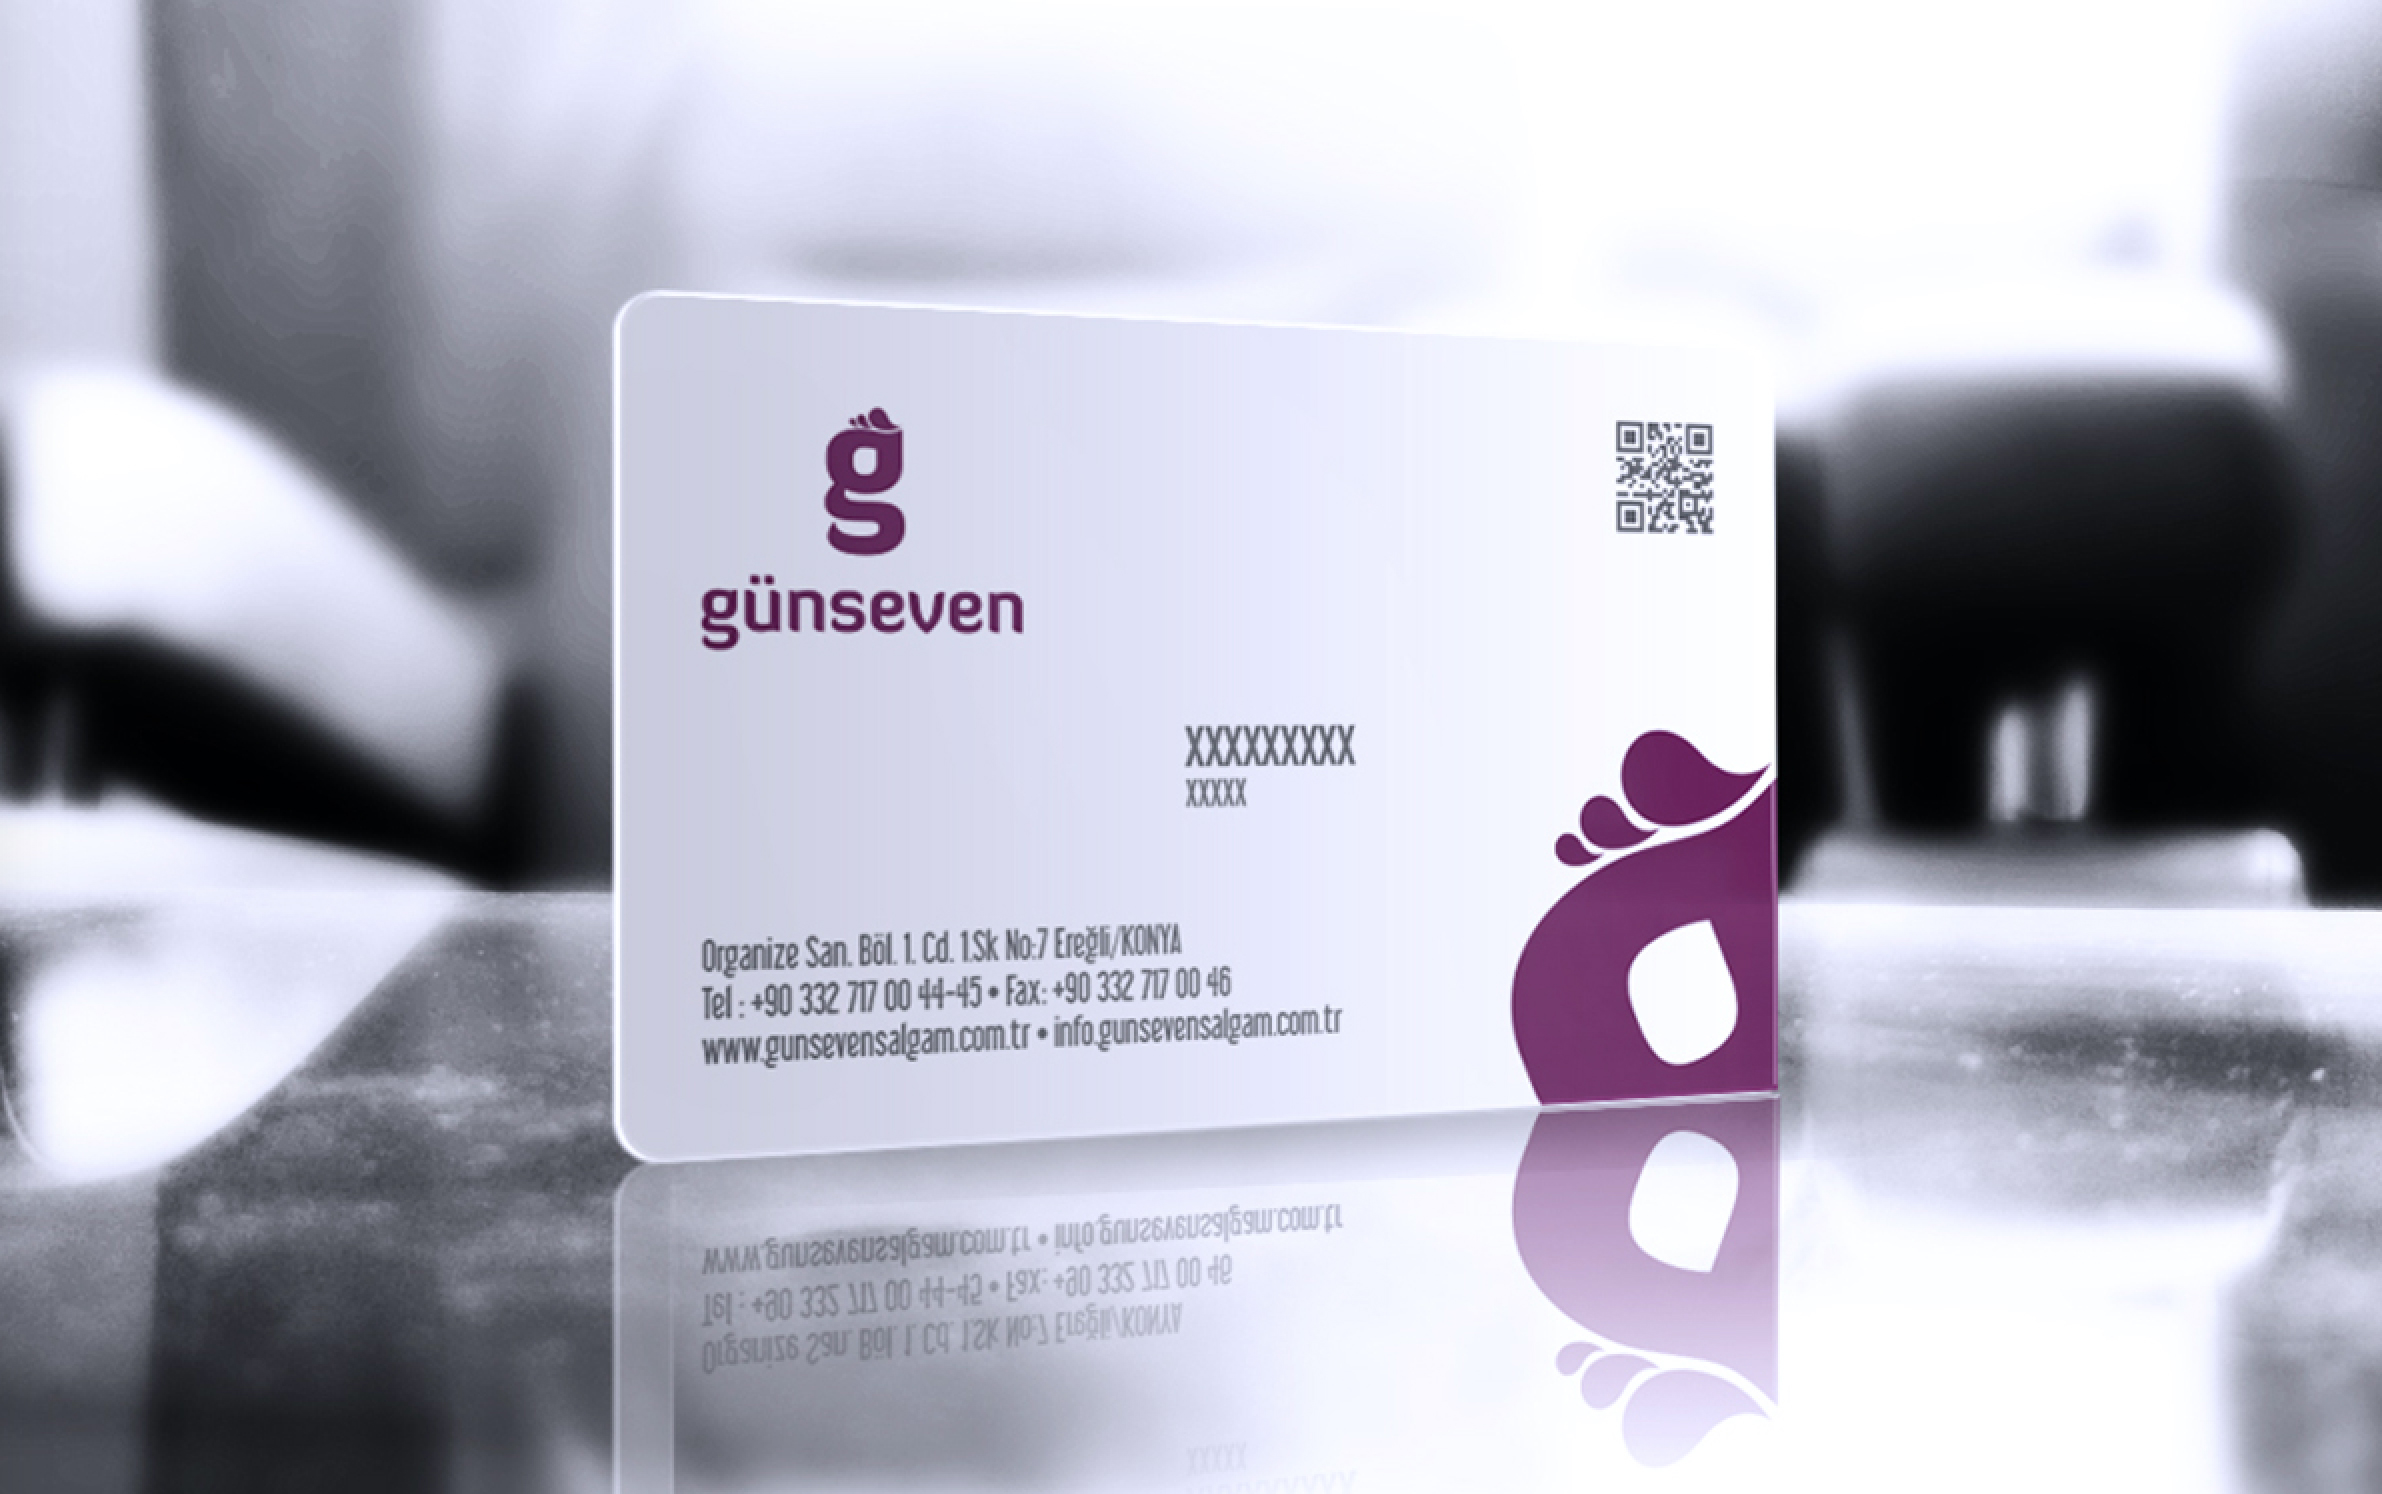 g
günseven
XXXXXXXXX
XXXXX
Organize San. Böl. 1. Cd. 1.Sk No:7 Ereğli/KONYA
Tel : +90 332 717 00 44-45 • Fax: +90 332 717 00 46
www.gunsevensalgam.com.tr • info.gunsevensalgam.com.tr